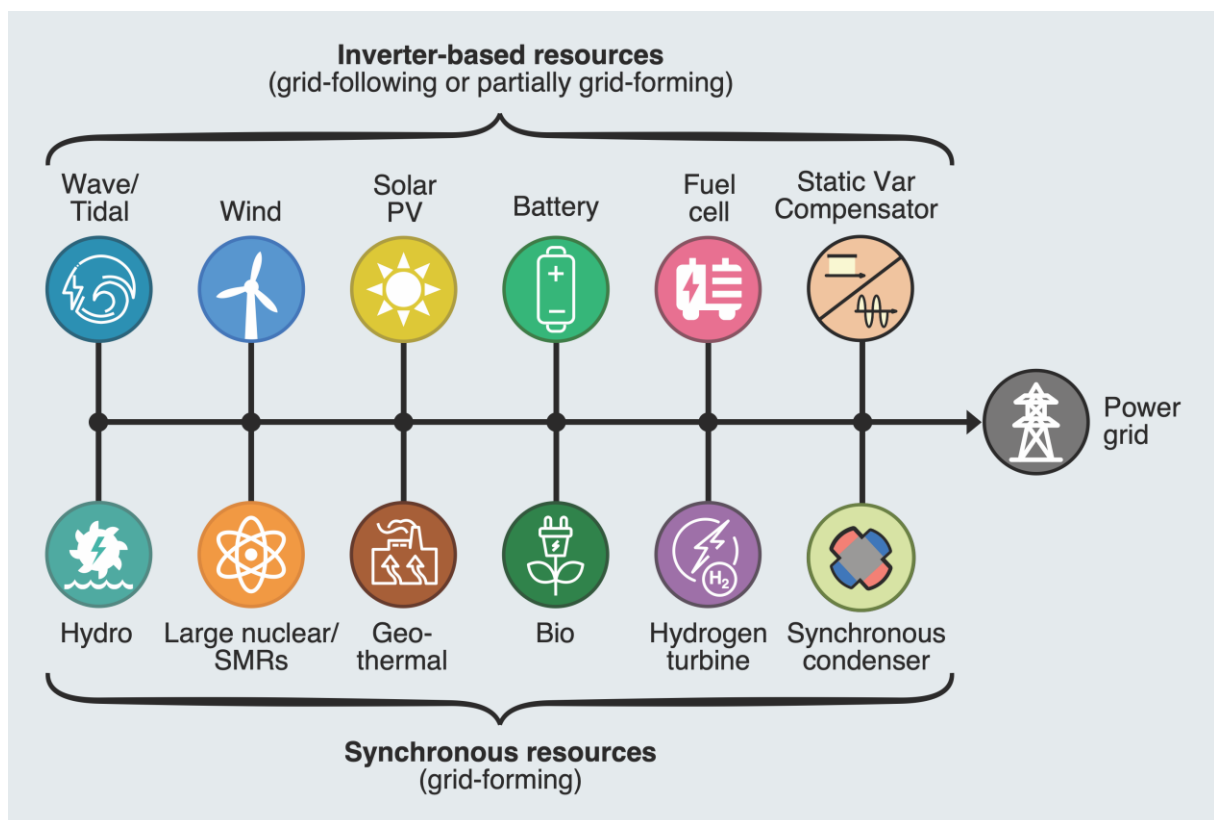 Inverter-based resources
(grid-following or partially grid-forming)
Wave/
Tidal
Wind
Solar
PV
Battery
Fuel
cell
Static Var
Compensator
+
−
Power
grid
H₂
Hydro
Large nuclear/
SMRs
Geo-
thermal
Bio
Hydrogen
turbine
Synchronous
condenser
Synchronous resources
(grid-forming)